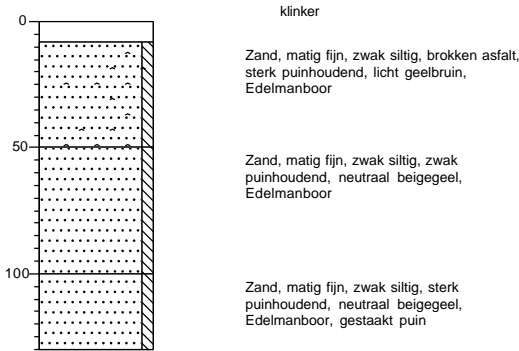 klinker
0
Zand, matig fijn, zwak siltig, brokken asfalt,
sterk puinhoudend, licht geelbruin,
Edelmanboor
50
Zand, matig fijn, zwak siltig, zwak
puinhoudend, neutraal beigegeel,
Edelmanboor
100
Zand, matig fijn, zwak siltig, sterk
puinhoudend, neutraal beigegeel,
Edelmanboor, gestaakt puin